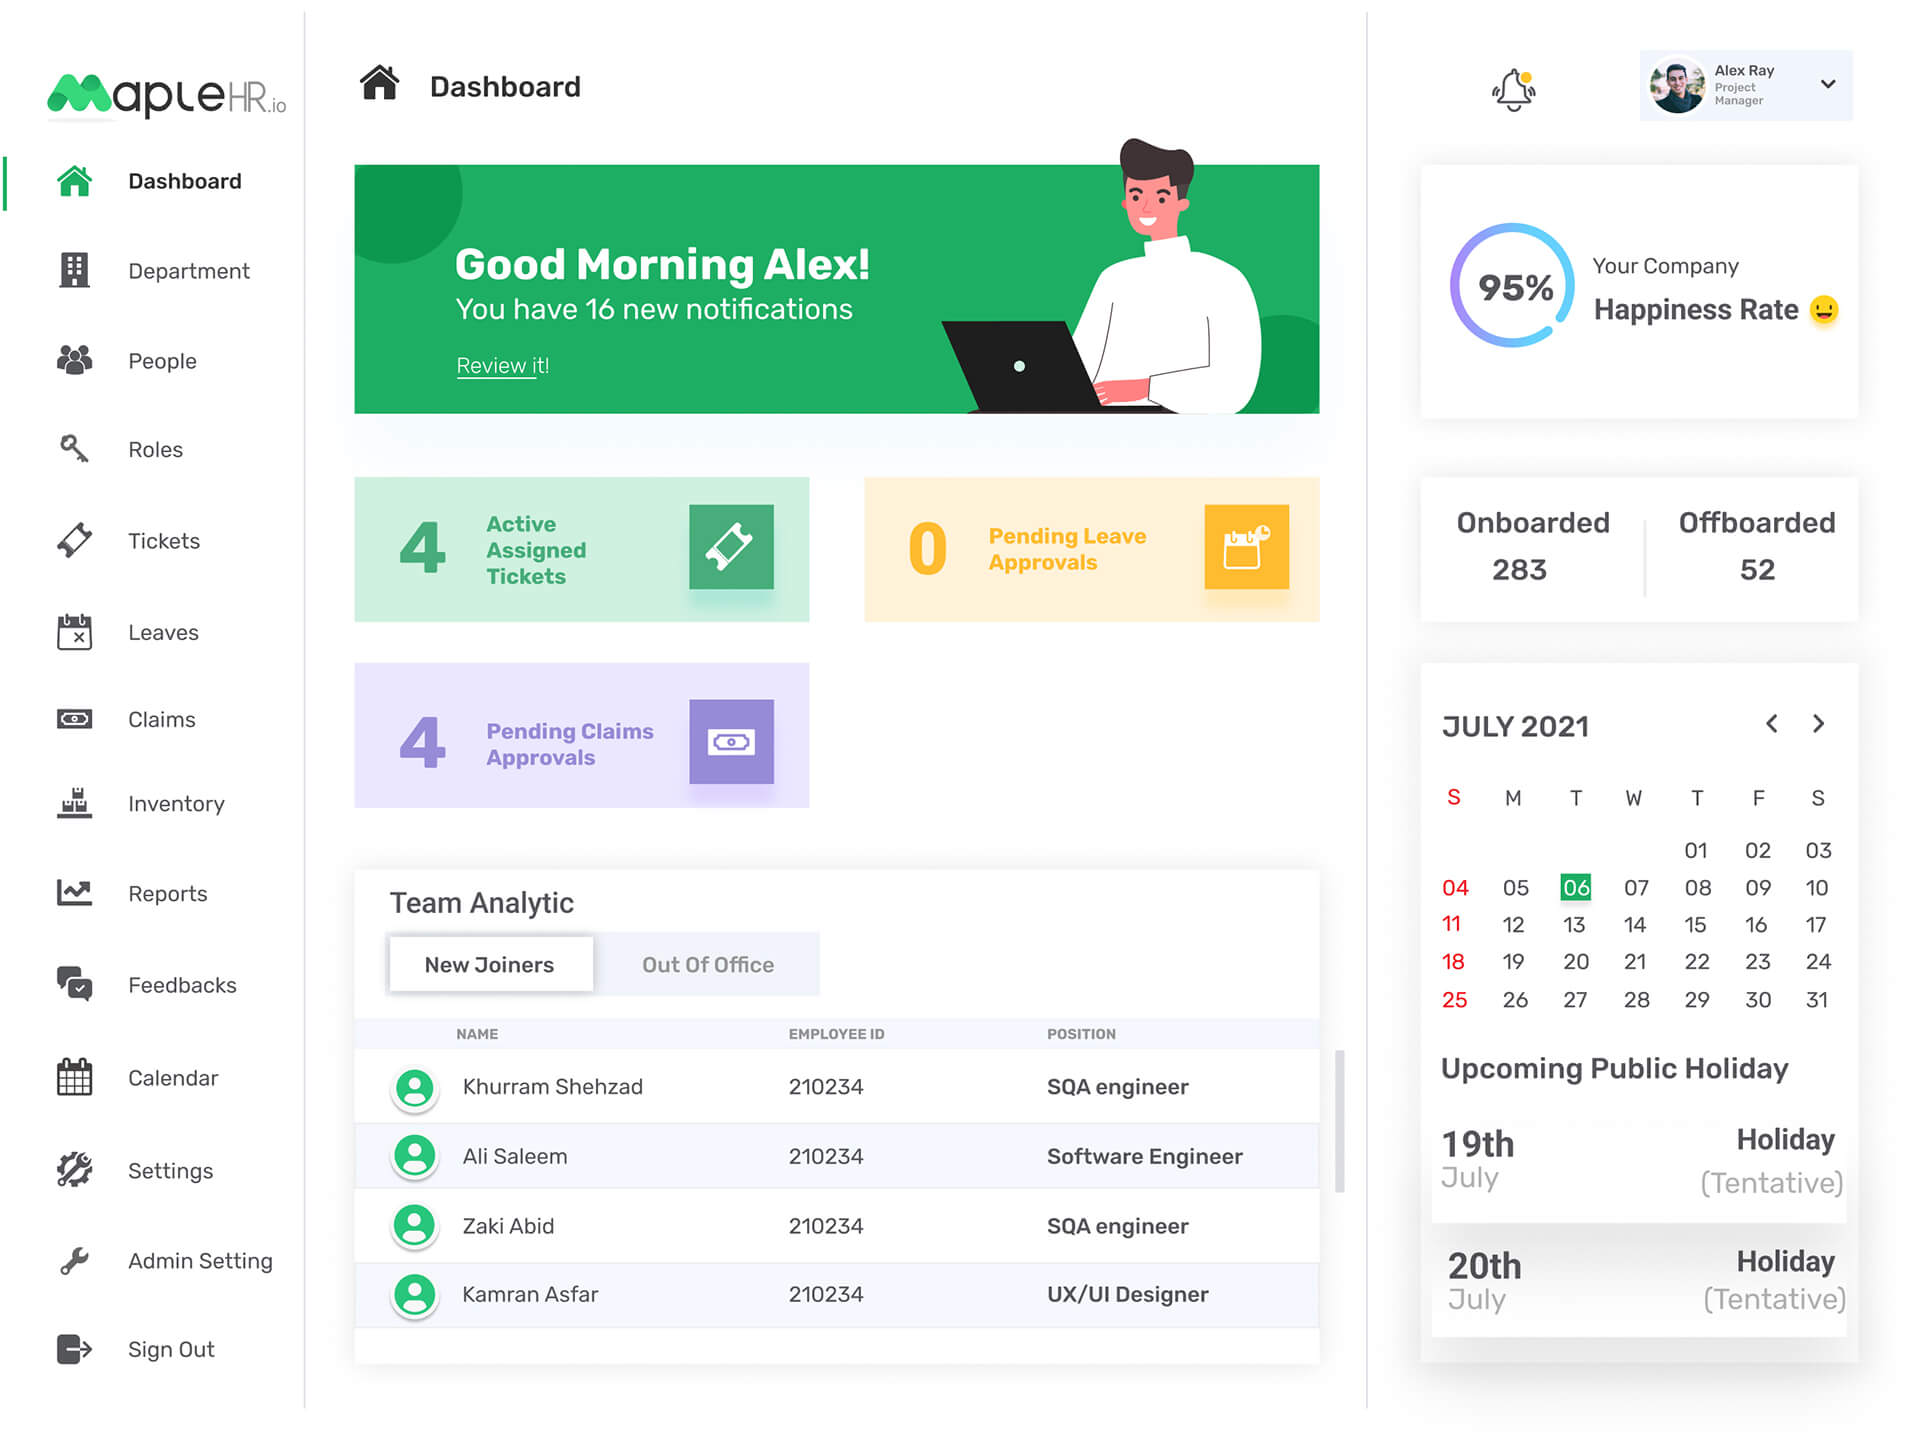 MapleHR.io
Dashboard
Department
People
Roles
Tickets
Leaves
Claims
Inventory
Reports
Feedbacks
Calendar
Settings
Admin Setting
Sign Out
Dashboard
Good Morning Alex!
You have 16 new notifications
Review it!
4
Active
Assigned
Tickets
0
Pending Leave
Approvals
4
Pending Claims
Approvals
Team Analytic
New Joiners Out Of Office
NAME EMPLOYEE ID POSITION
Khurram Shehzad 210234 SQA engineer
Ali Saleem 210234 Software Engineer
Zaki Abid 210234 SQA engineer
Kamran Asfar 210234 UX/UI Designer
Alex Ray
Project
Manager
95%
Your Company
Happiness Rate
Onboarded Offboarded
283 52
JULY 2021
S M T W T F S
01 02 03
04 05 06 07 08 09 10
11 12 13 14 15 16 17
18 19 20 21 22 23 24
25 26 27 28 29 30 31
Upcoming Public Holiday
19th Holiday
July (Tentative)
20th Holiday
July (Tentative)